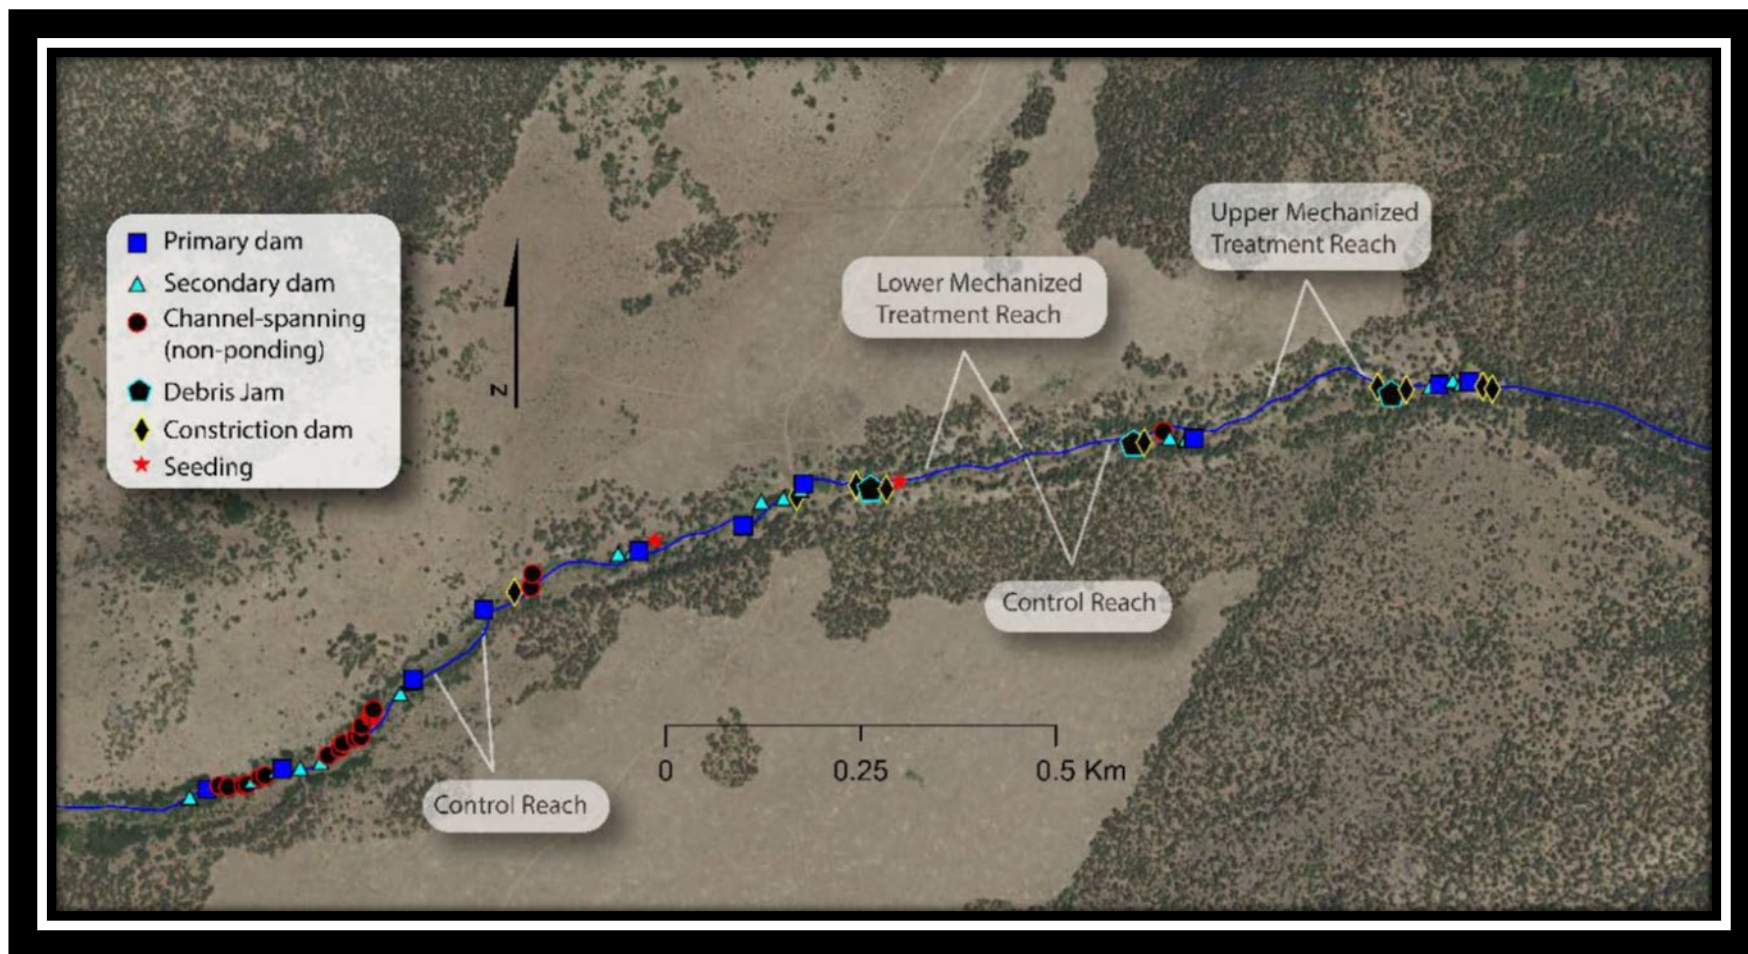 Primary dam
Secondary dam
Channel-spanning
(non-ponding)
Debris Jam
Constriction dam
Seeding
N
Lower Mechanized
Treatment Reach
Upper Mechanized
Treatment Reach
Control Reach
Control Reach
0 0.25 0.5 Km